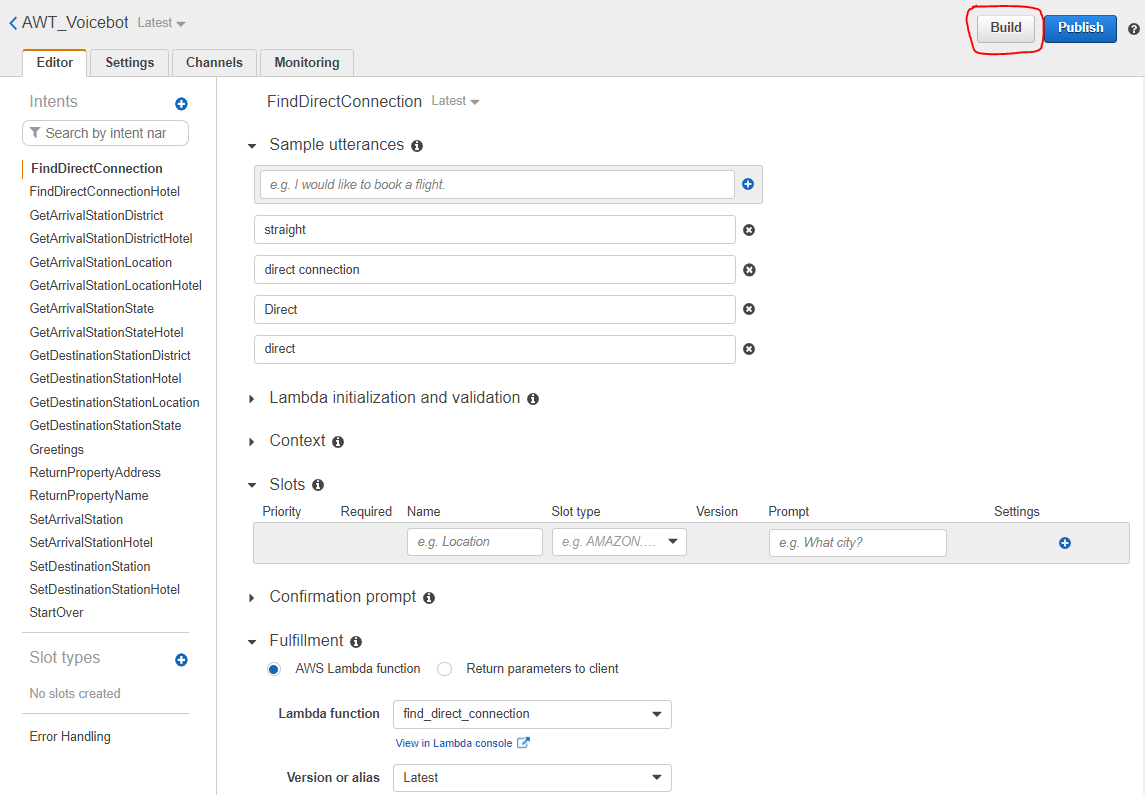 AWT_Voicebot Latest
Build Publish
Editor Settings Channels Monitoring
Intents
Search by intent nar
FindDirectConnection
FindDirectConnectionHotel
GetArrivalStationDistrict
GetArrivalStationDistrictHotel
GetArrivalStationLocation
GetArrivalStationLocationHotel
GetArrivalStationState
GetArrivalStationStateHotel
GetDestinationStationDistrict
GetDestinationStationHotel
GetDestinationStationLocation
GetDestinationStationState
Greetings
ReturnPropertyAddress
ReturnPropertyName
SetArrivalStation
SetArrivalStationHotel
SetDestinationStation
SetDestinationStationHotel
StartOver
Slot types
No slots created
Error Handling
FindDirectConnection Latest
Sample utterances
e.g. I would like to book a flight.
straight
direct connection
Direct
direct
Lambda initialization and validation
Context
Slots
Priority Required Name Slot type Version Prompt Settings
e.g. Location e.g. AMAZON.... e.g. What city?
Confirmation prompt
Fulfillment
AWS Lambda function Return parameters to client
Lambda function find_direct_connection
View in Lambda console
Version or alias Latest